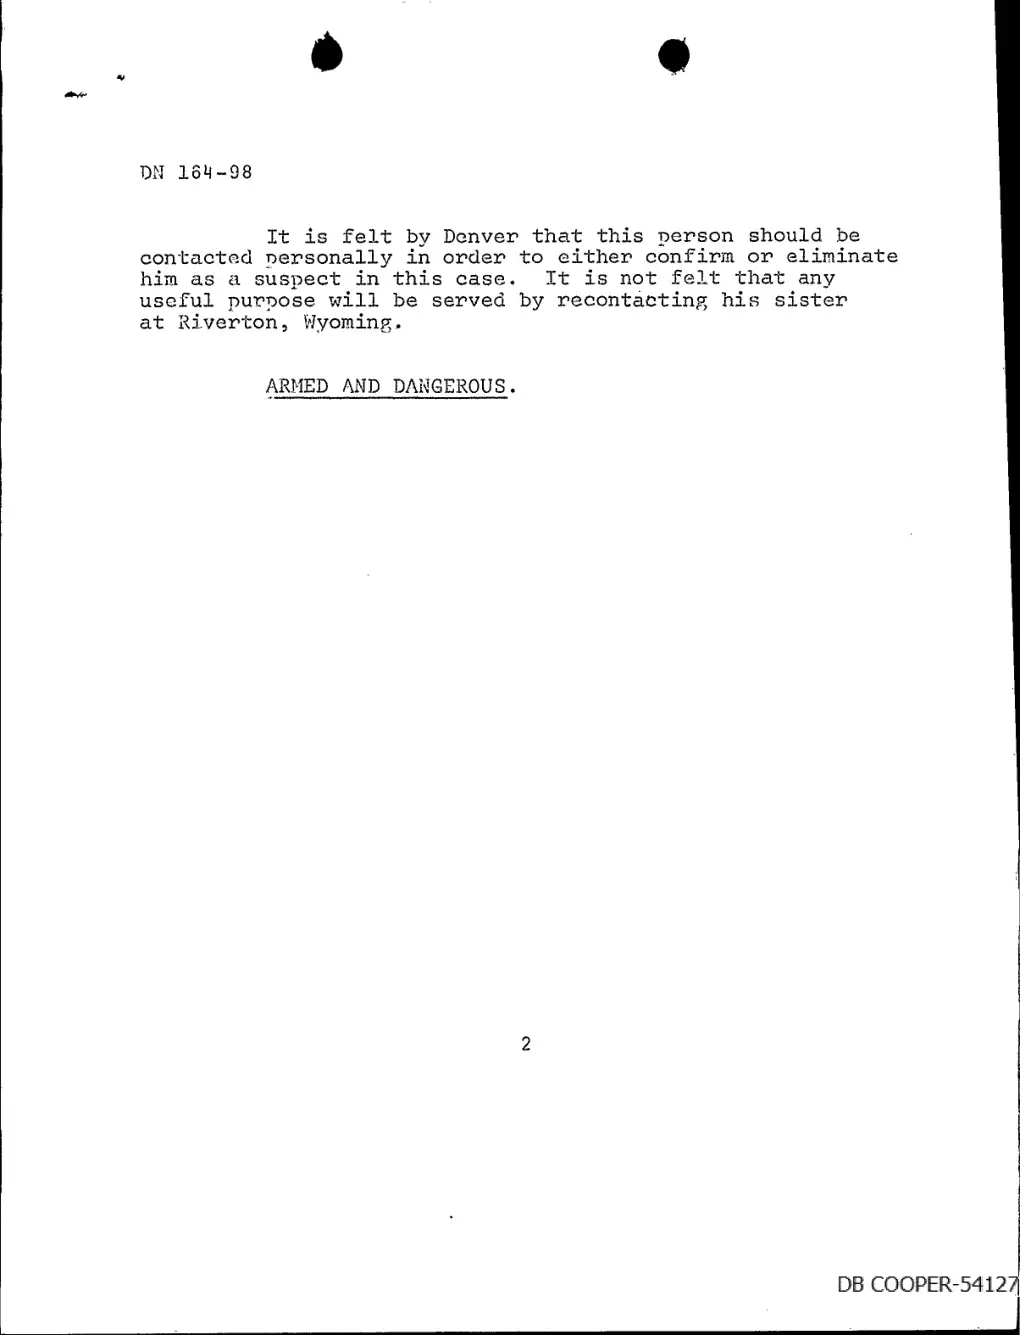 DN 164-98
It is felt by Denver that this person should be
contacted personally in order to either confirm or eliminate
him as a suspect in this case. It is not felt that any
useful purpose will be served by recontacting his sister
at Riverton, Wyoming.
ARMED AND DANGEROUS.
2
DB COOPER-54127